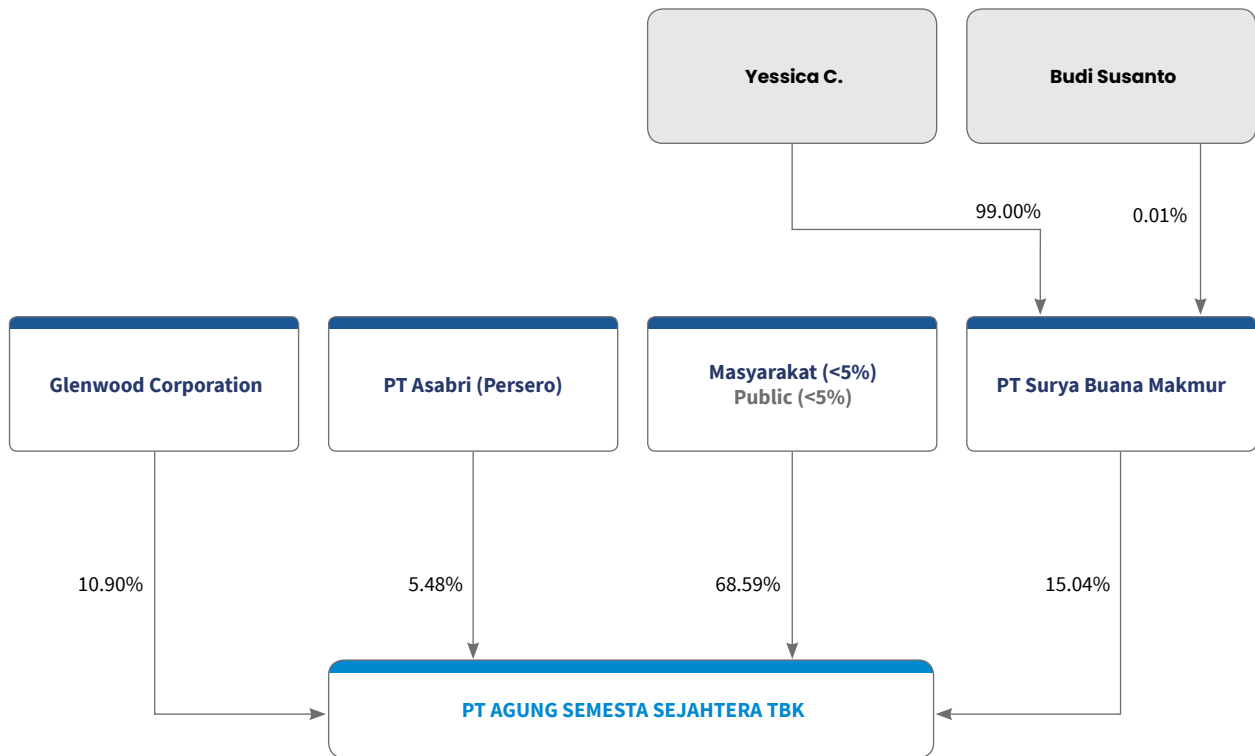 Yessica C.
Budi Susanto
99.00%
0.01%
Glenwood Corporation
PT Asabri (Persero)
Masyarakat (<5%)
Public (<5%)
PT Surya Buana Makmur
10.90%
5.48%
68.59%
15.04%
PT AGUNG SEMESTA SEJAHTERA TBK